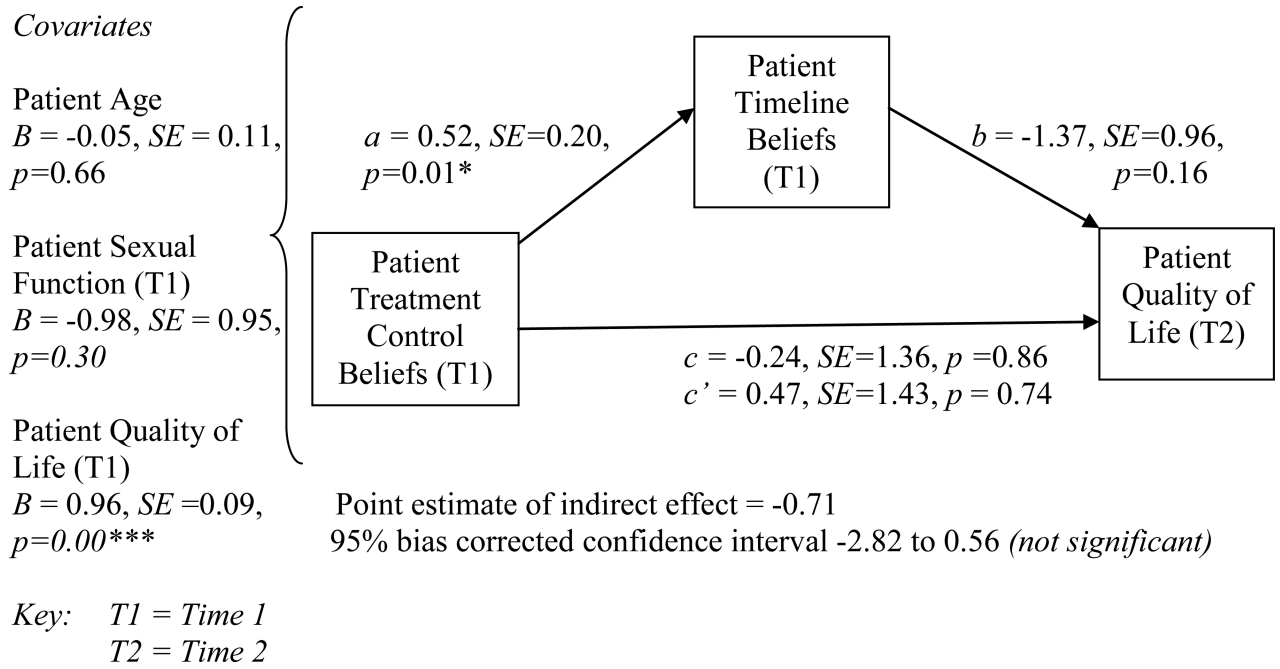 Covariates
Patient Age
B = -0.05, SE = 0.11,
p=0.66
Patient Sexual
Function (T1)
B = -0.98, SE = 0.95,
p=0.30
Patient Quality of
Life (T1)
B = 0.96, SE =0.09,
p=0.00***
a = 0.52, SE=0.20,
p=0.01*
Patient
Timeline
Beliefs
(T1)
b = -1.37, SE=0.96,
p=0.16
Patient
Treatment
Control
Beliefs (T1)
Patient
Quality of
Life (T2)
c = -0.24, SE=1.36, p =0.86
c’ = 0.47, SE=1.43, p = 0.74
Point estimate of indirect effect = -0.71
95% bias corrected confidence interval -2.82 to 0.56 (not significant)
Key: T1 = Time 1
T2 = Time 2